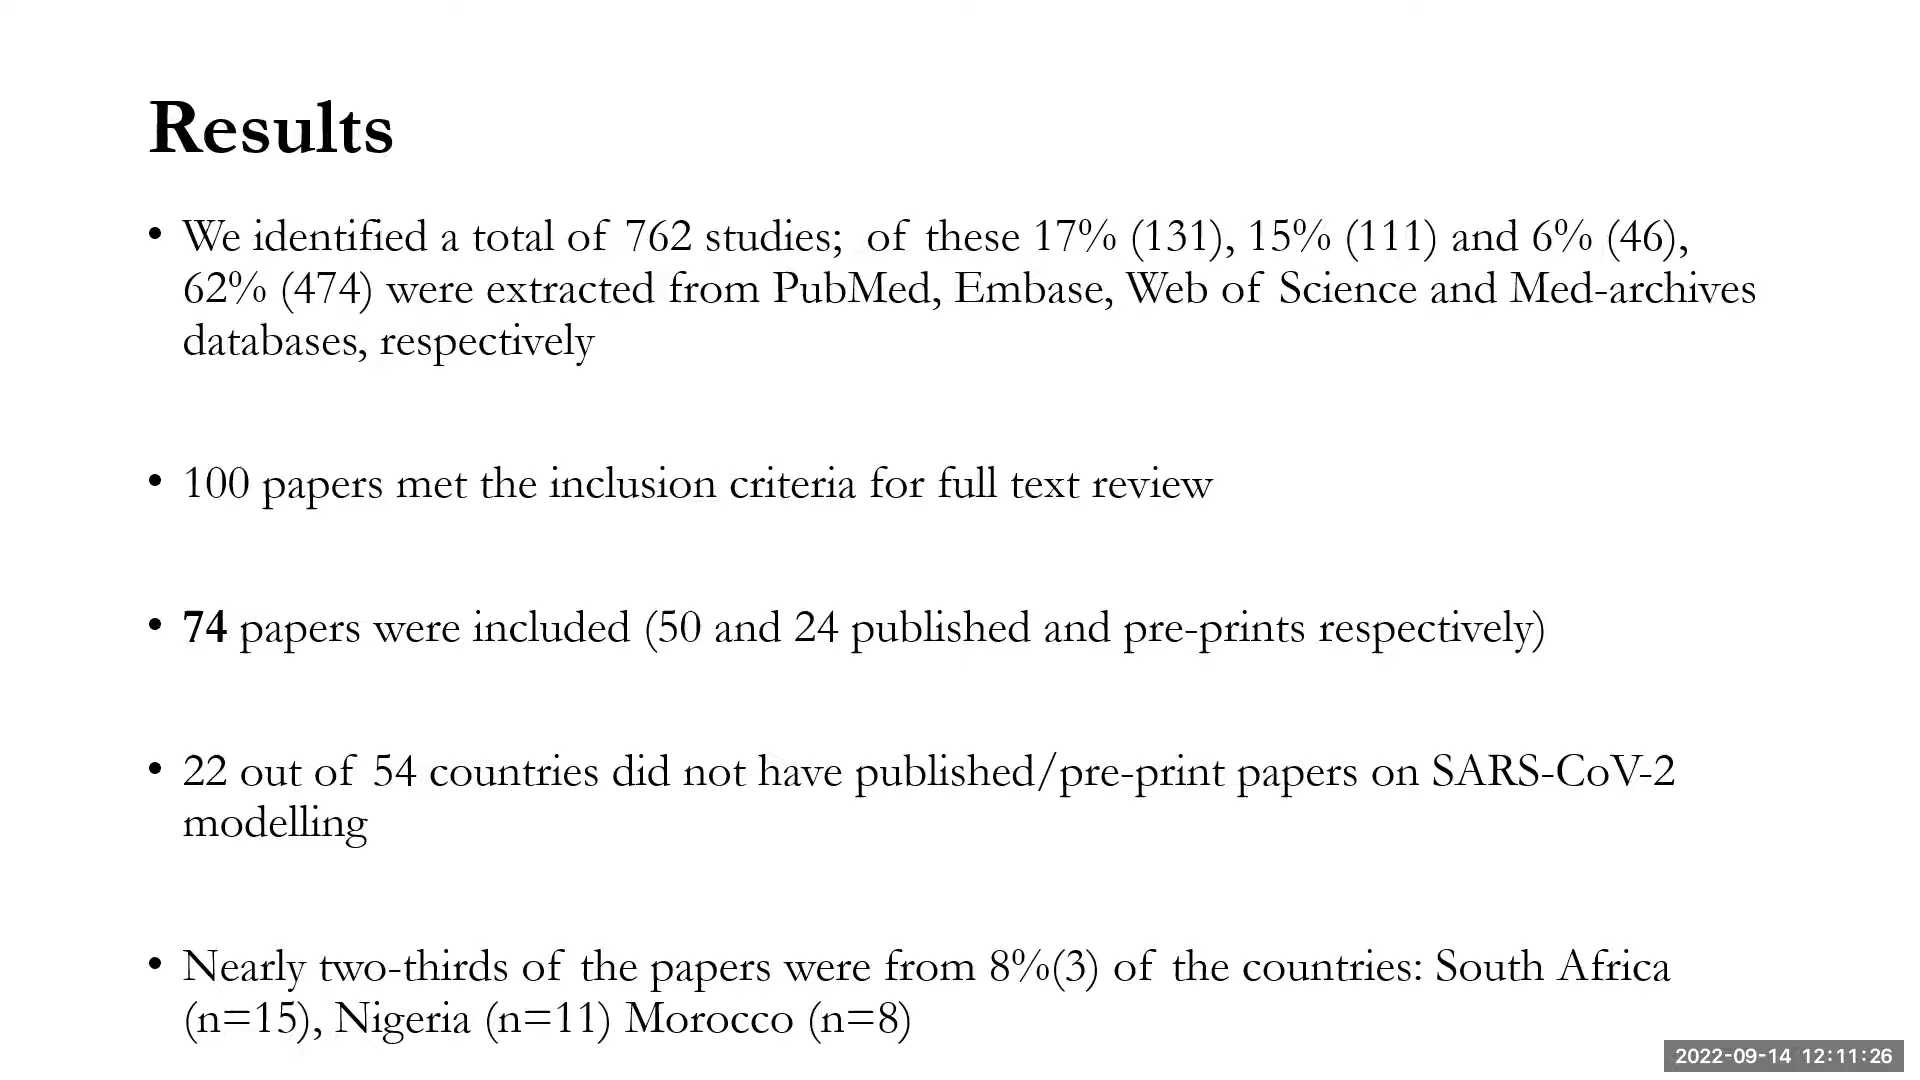 Results
• We identified a total of 762 studies; of these 17% (131), 15% (111) and 6% (46),
62% (474) were extracted from PubMed, Embase, Web of Science and Med-archives
databases, respectively
• 100 papers met the inclusion criteria for full text review
• 74 papers were included (50 and 24 published and pre-prints respectively)
• 22 out of 54 countries did not have published/pre-print papers on SARS-CoV-2
modelling
• Nearly two-thirds of the papers were from 8%(3) of the countries: South Africa
(n=15), Nigeria (n=11) Morocco (n=8)
2022-09-14 12:11:26